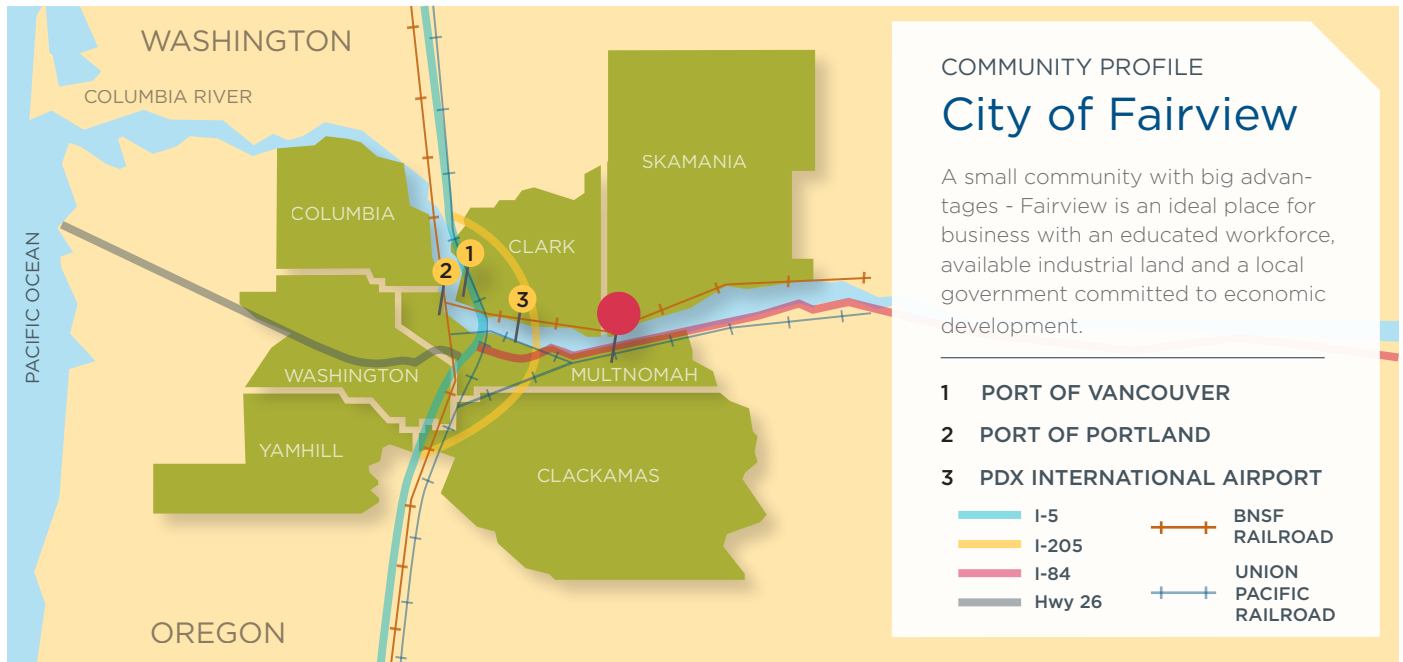 WASHINGTON
COLUMBIA RIVER
PACIFIC OCEAN
SKAMANIA
COLUMBIA
CLARK
1
2
3
WASHINGTON
MULTNOMAH
YAMHILL
CLACKAMAS
OREGON
COMMUNITY PROFILE
City of Fairview
A small community with big advan-
tages - Fairview is an ideal place for
business with an educated workforce,
available industrial land and a local
government committed to economic
development.
1 PORT OF VANCOUVER
2 PORT OF PORTLAND
3 PDX INTERNATIONAL AIRPORT
I-5
I-205
I-84
Hwy 26
BNSF
RAILROAD
UNION
PACIFIC
RAILROAD